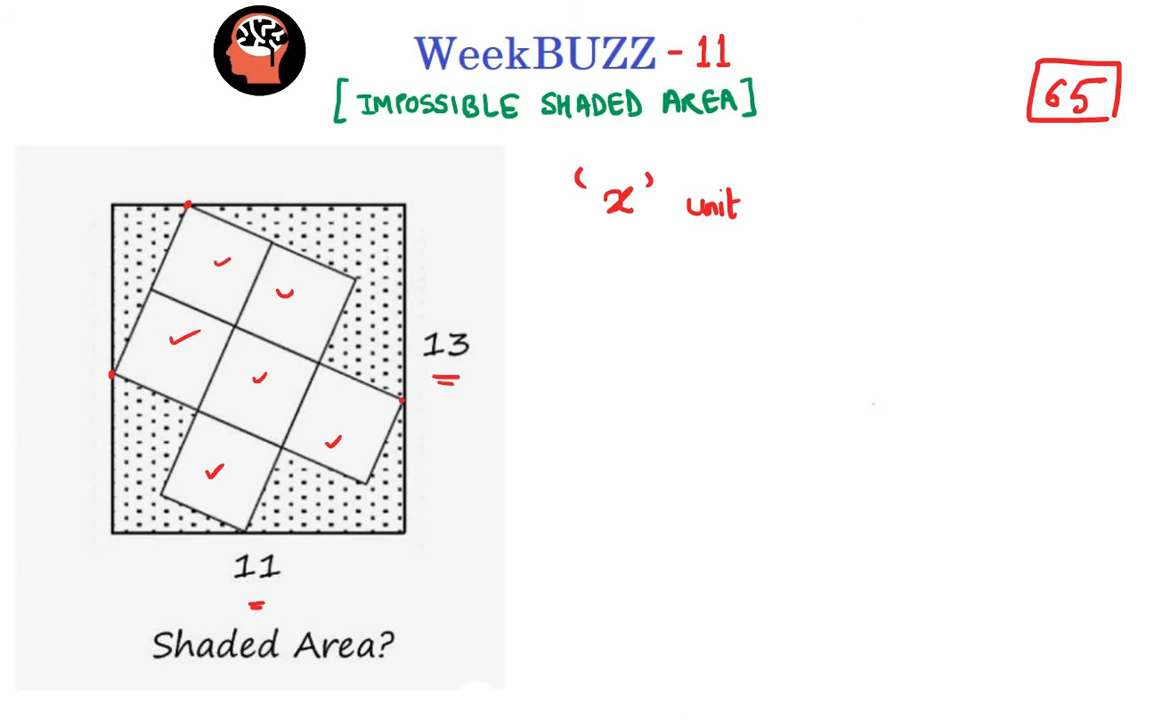 WeekBUZZ - 11
[IMPOSSIBLE SHADED AREA]
65
'x' unit
13
11
Shaded Area?